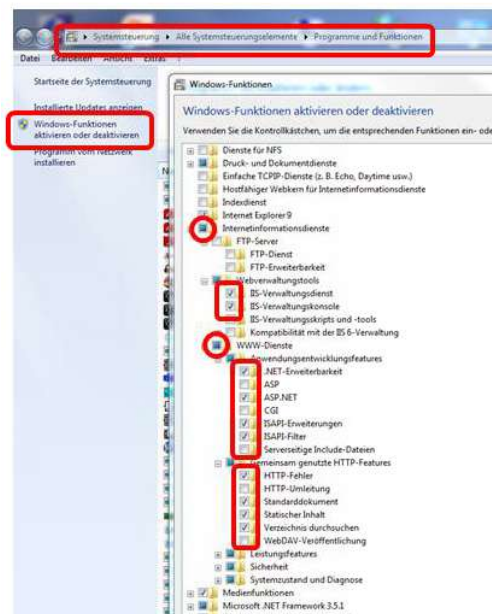 Systemsteuerung ▸ Alle Systemsteuerungselemente ▸ Programme und Funktionen
Datei Bearbeiten Ansicht Extras
Startseite der Systemsteuerung
Installierte Updates anzeigen
Windows-Funktionen
aktivieren oder deaktivieren
Programm vom Netzwerk
installieren
Windows-Funktionen
Windows-Funktionen aktivieren oder deaktivieren
Verwenden Sie die Kontrollkästchen, um die entsprechenden Funktionen ein- ode
Dienste für NFS
Druck- und Dokumentdienste
Einfache TCPIP-Dienste (z. B. Echo, Daytime usw.)
Hostfähiger Webkern für Internetinformationsdienste
Indexdienst
Internet Explorer 9
Internetinformationsdienste
FTP-Server
FTP-Dienst
FTP-Erweiterbarkeit
Webverwaltungstools
IIS-Verwaltungsdienst
IIS-Verwaltungskonsole
IIS-Verwaltungsskripts und -tools
Kompatibilität mit der IIS 6-Verwaltung
WWW-Dienste
Anwendungsentwicklungsfeatures
.NET-Erweiterbarkeit
ASP
ASP.NET
CGI
ISAPI-Erweiterungen
ISAPI-Filter
Serverseitige Include-Dateien
Gemeinsam genutzte HTTP-Features
HTTP-Fehler
HTTP-Umleitung
Standarddokument
Statischer Inhalt
Verzeichnis durchsuchen
WebDAV-Veröffentlichung
Leistungsfeatures
Sicherheit
Systemzustand und Diagnose
Medienfunktionen
Microsoft .NET Framework 3.5.1